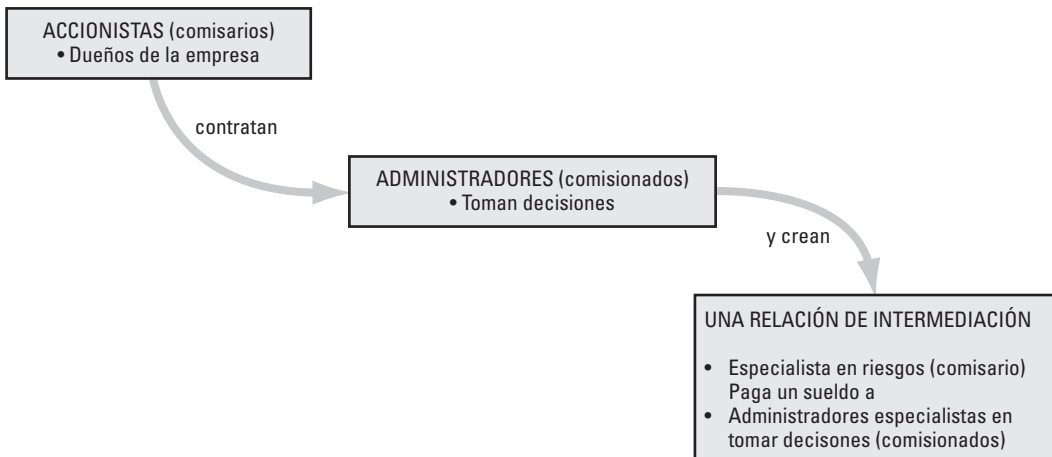 ACCIONISTAS (comisarios)
• Dueños de la empresa
contratan
ADMINISTRADORES (comisionados)
• Toman decisiones
y crean
UNA RELACIÓN DE INTERMEDIACIÓN
• Especialista en riesgos (comisario)
Paga un sueldo a
• Administradores especialistas en
tomar decisones (comisionados)